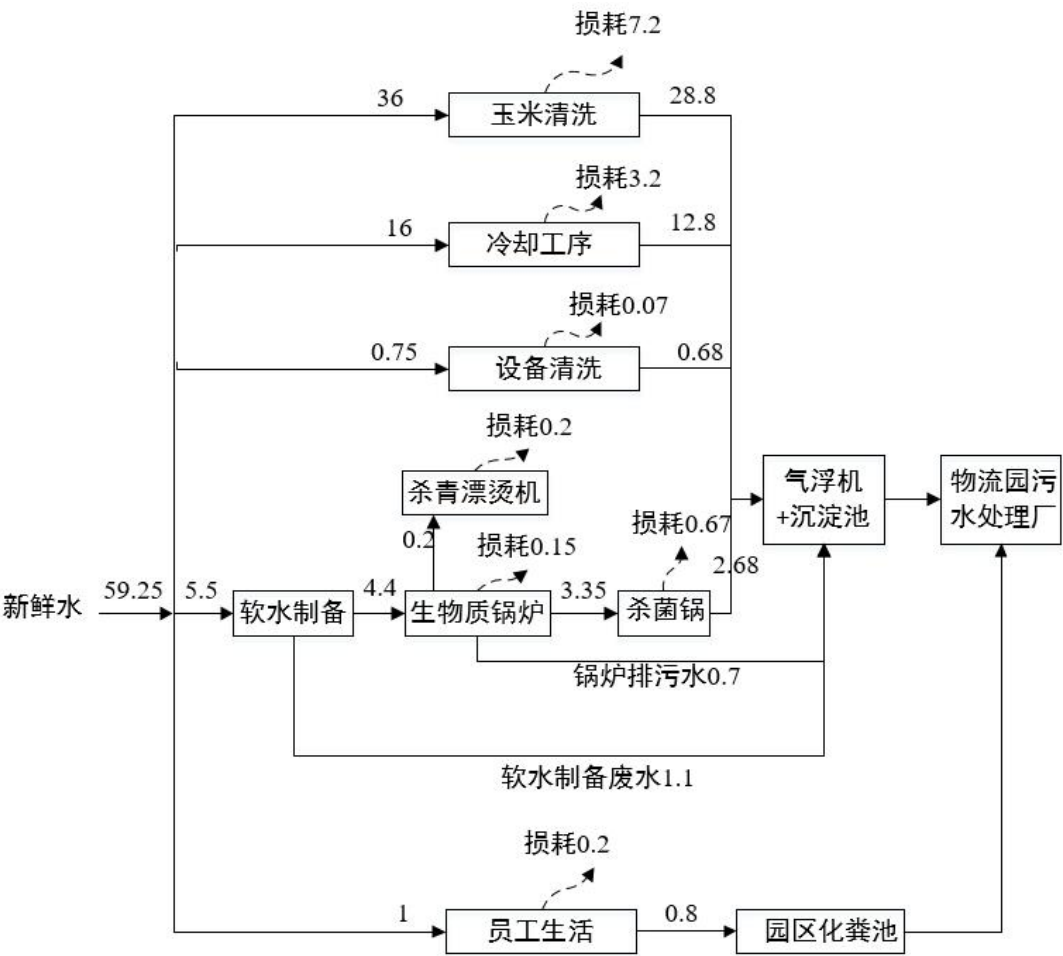 损耗7.2
36
玉米清洗
28.8
损耗3.2
16
冷却工序
12.8
损耗0.07
0.75
设备清洗
0.68
损耗0.2
杀青漂烫机
气浮机
+沉淀池
物流园污
水处理厂
0.2
损耗0.15
损耗0.67
新鲜水
59.25
5.5
软水制备
4.4
生物质锅炉
3.35
杀菌锅
2.68
锅炉排污水0.7
软水制备废水1.1
损耗0.2
1
员工生活
0.8
园区化粪池